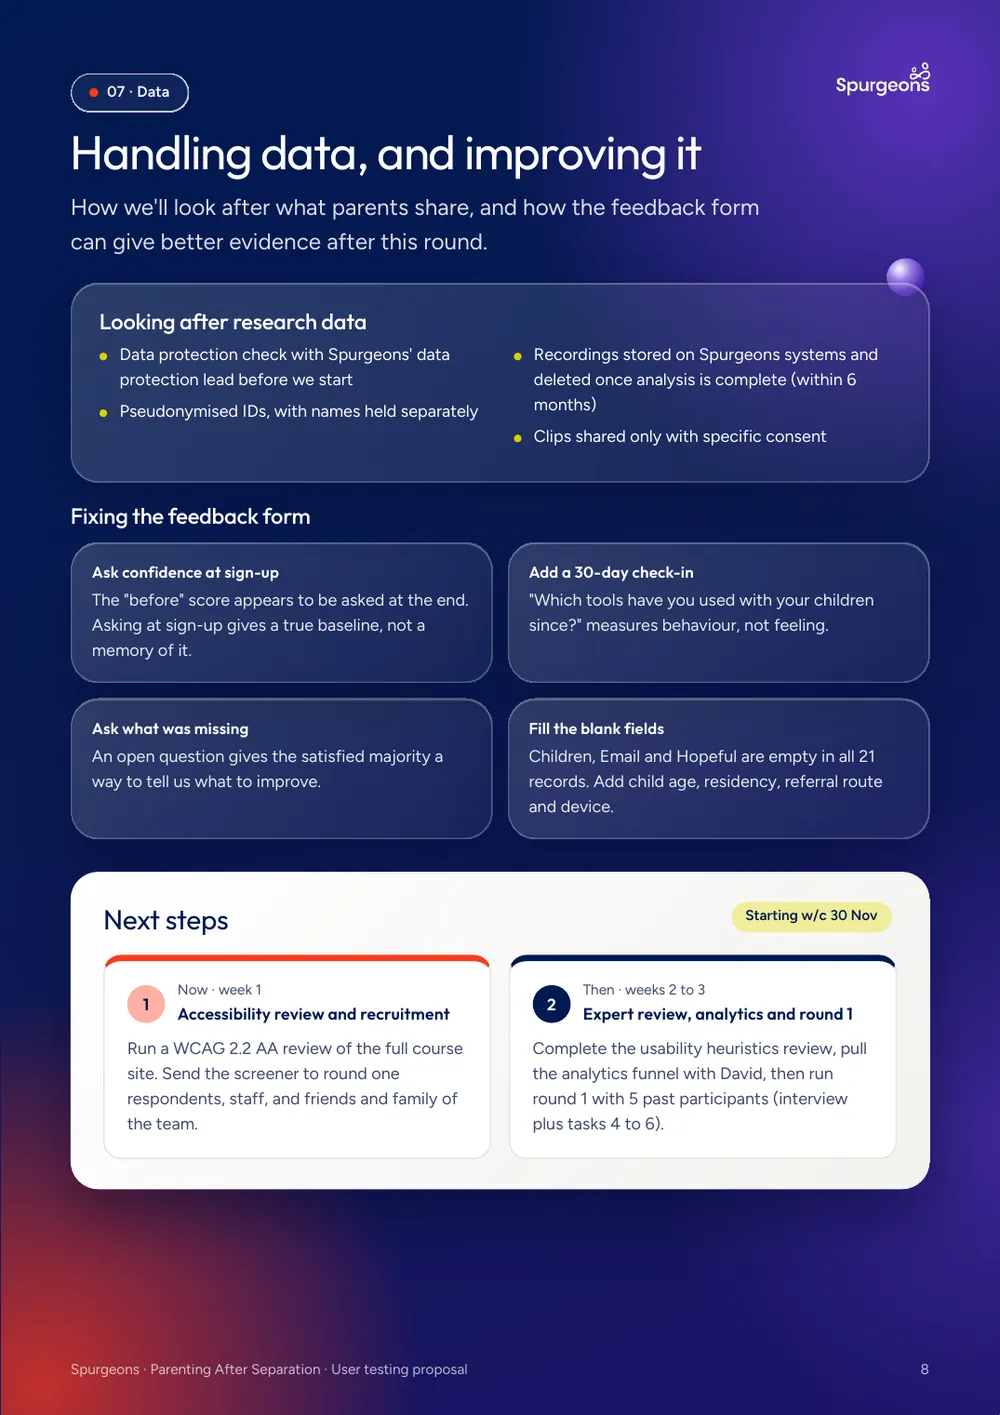 07 · Data
Spurgeons
Handling data, and improving it
How we'll look after what parents share, and how the feedback form
can give better evidence after this round.
Looking after research data
Data protection check with Spurgeons' data
protection lead before we start
Pseudonymised IDs, with names held separately
Recordings stored on Spurgeons systems and
deleted once analysis is complete (within 6
months)
Clips shared only with specific consent
Fixing the feedback form
Ask confidence at sign-up
The "before" score appears to be asked at the end.
Asking at sign-up gives a true baseline, not a
memory of it.
Add a 30-day check-in
"Which tools have you used with your children
since?" measures behaviour, not feeling.
Ask what was missing
An open question gives the satisfied majority a
way to tell us what to improve.
Fill the blank fields
Children, Email and Hopeful are empty in all 21
records. Add child age, residency, referral route
and device.
Next steps
Starting w/c 30 Nov
1
Now · week 1
Accessibility review and recruitment
Run a WCAG 2.2 AA review of the full course
site. Send the screener to round one
respondents, staff, and friends and family of
the team.
2
Then · weeks 2 to 3
Expert review, analytics and round 1
Complete the usability heuristics review, pull
the analytics funnel with David, then run
round 1 with 5 past participants (interview
plus tasks 4 to 6).
Spurgeons · Parenting After Separation · User testing proposal
8